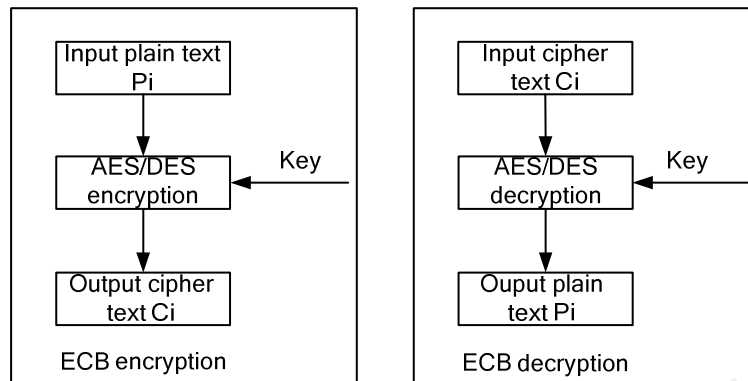 Input plain text
Pi
AES/DES
encryption
Key
Output cipher
text Ci
ECB encryption
Input cipher
text Ci
AES/DES
decryption
Key
Ouput plain
text Pi
ECB decryption